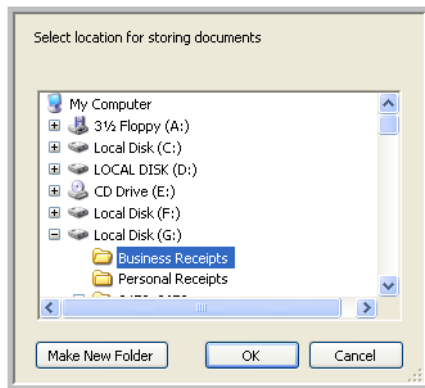 Select location for storing documents
My Computer
3½ Floppy (A:)
Local Disk (C:)
LOCAL DISK (D:)
CD Drive (E:)
Local Disk (F:)
Local Disk (G:)
Business Receipts
Personal Receipts
Make New Folder OK Cancel